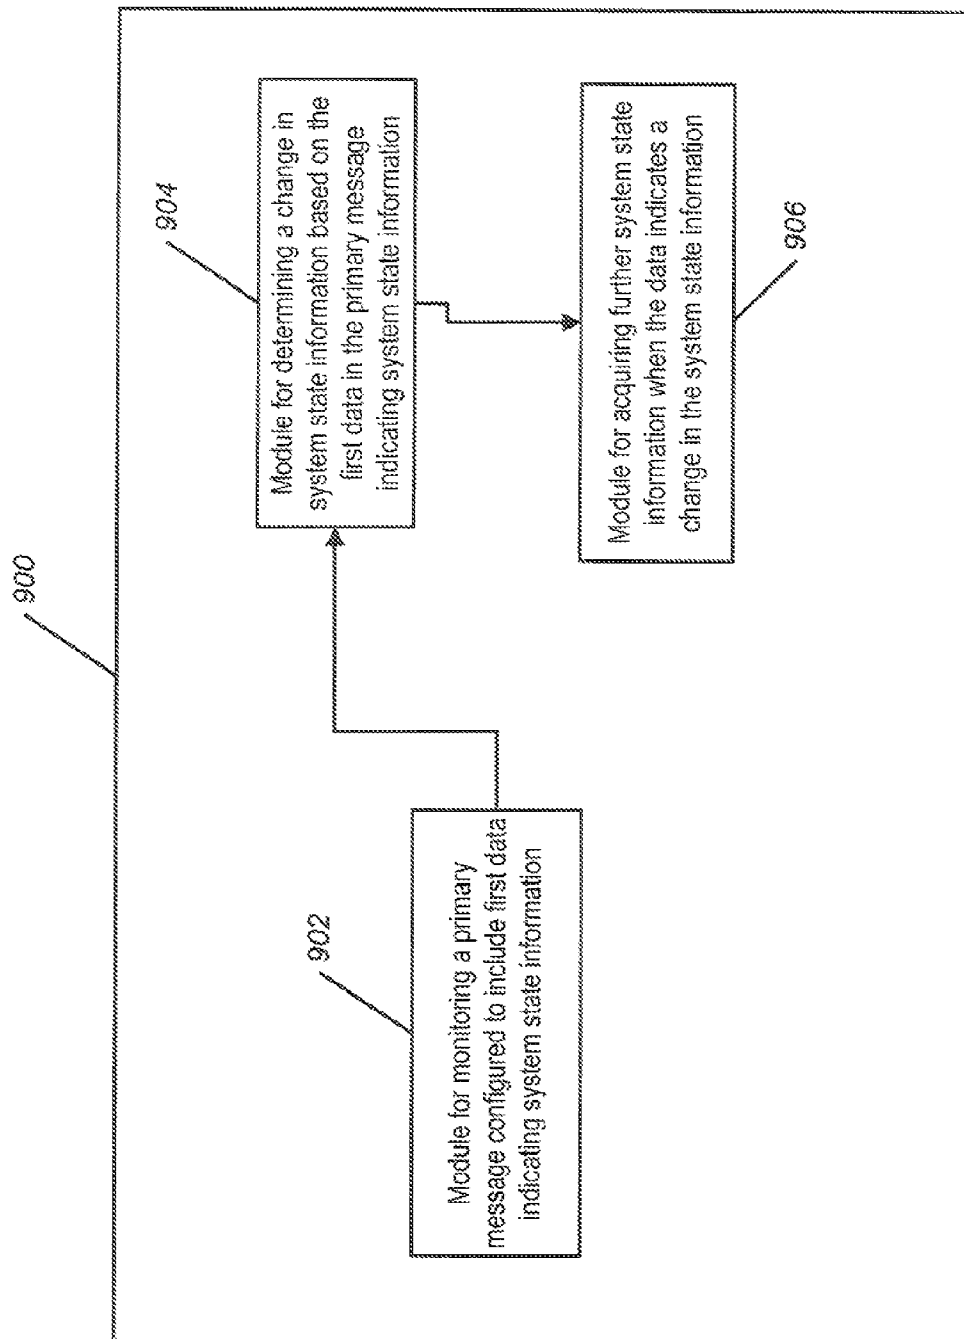 900
902
Module for monitoring a primary
message configured to include first data
indicating system state information
904
Module for determining a change in
system state information based on the
first data in the primary message
indicating system state information
Module for acquiring further system state
information when the data indicates a
change in the system state information
906